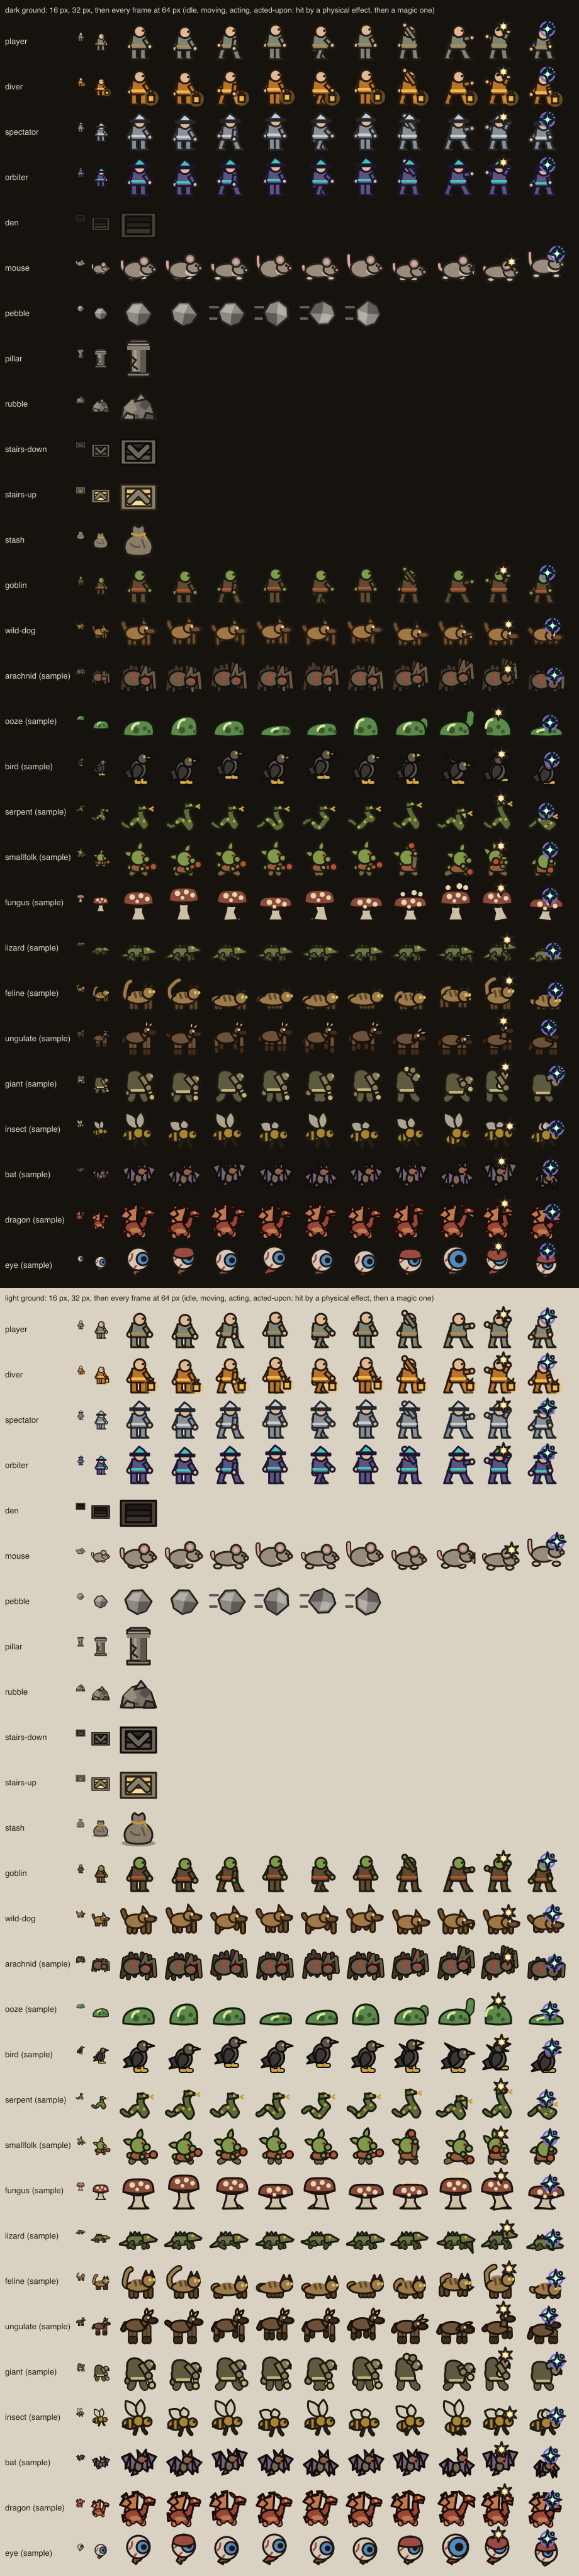 dark ground: 16 px, 32 px, then every frame at 64 px (idle, moving, acting, acted-upon: hit by a physical effect, then a magic one)
player
diver
spectator
orbiter
den
mouse
pebble
pillar
rubble
stairs-down
stairs-up
stash
goblin
wild-dog
arachnid (sample)
ooze (sample)
bird (sample)
serpent (sample)
smallfolk (sample)
fungus (sample)
lizard (sample)
feline (sample)
ungulate (sample)
giant (sample)
insect (sample)
bat (sample)
dragon (sample)
eye (sample)
light ground: 16 px, 32 px, then every frame at 64 px (idle, moving, acting, acted-upon: hit by a physical effect, then a magic one)
player
diver
spectator
orbiter
den
mouse
pebble
pillar
rubble
stairs-down
stairs-up
stash
goblin
wild-dog
arachnid (sample)
ooze (sample)
bird (sample)
serpent (sample)
smallfolk (sample)
fungus (sample)
lizard (sample)
feline (sample)
ungulate (sample)
giant (sample)
insect (sample)
bat (sample)
dragon (sample)
eye (sample)